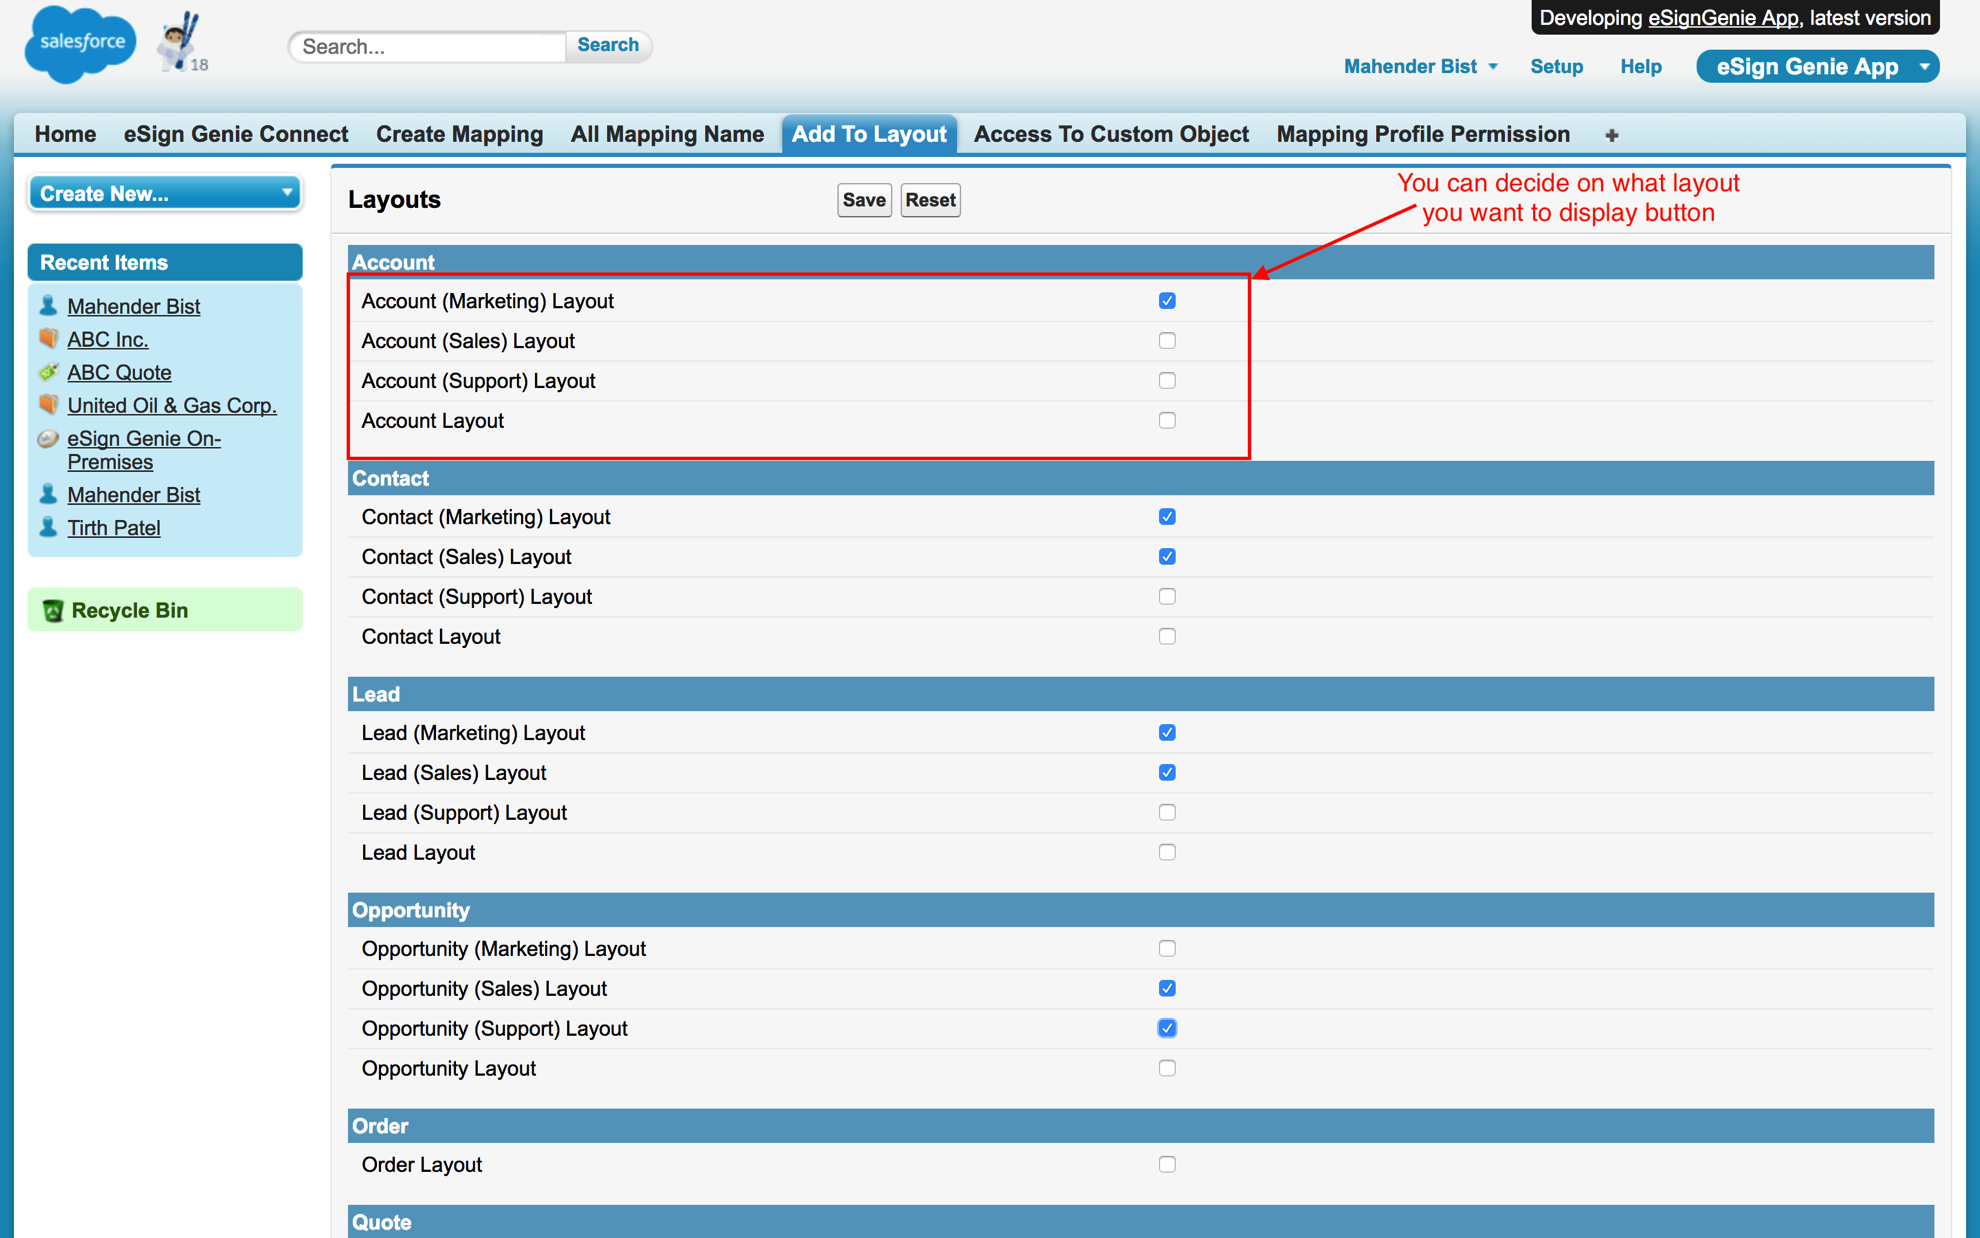 Developing eSignGenie App, latest version
salesforce
18
Search...
Search
Mahender Bist
Setup
Help
eSign Genie App
Home
eSign Genie Connect
Create Mapping
All Mapping Name
Add To Layout
Access To Custom Object
Mapping Profile Permission
+
Create New...
Recent Items
Mahender Bist
ABC Inc.
ABC Quote
United Oil & Gas Corp.
eSign Genie On-
Premises
Mahender Bist
Tirth Patel
Recycle Bin
Layouts
Save
Reset
You can decide on what layout
you want to display button
Account
Account (Marketing) Layout
Account (Sales) Layout
Account (Support) Layout
Account Layout
Contact
Contact (Marketing) Layout
Contact (Sales) Layout
Contact (Support) Layout
Contact Layout
Lead
Lead (Marketing) Layout
Lead (Sales) Layout
Lead (Support) Layout
Lead Layout
Opportunity
Opportunity (Marketing) Layout
Opportunity (Sales) Layout
Opportunity (Support) Layout
Opportunity Layout
Order
Order Layout
Quote